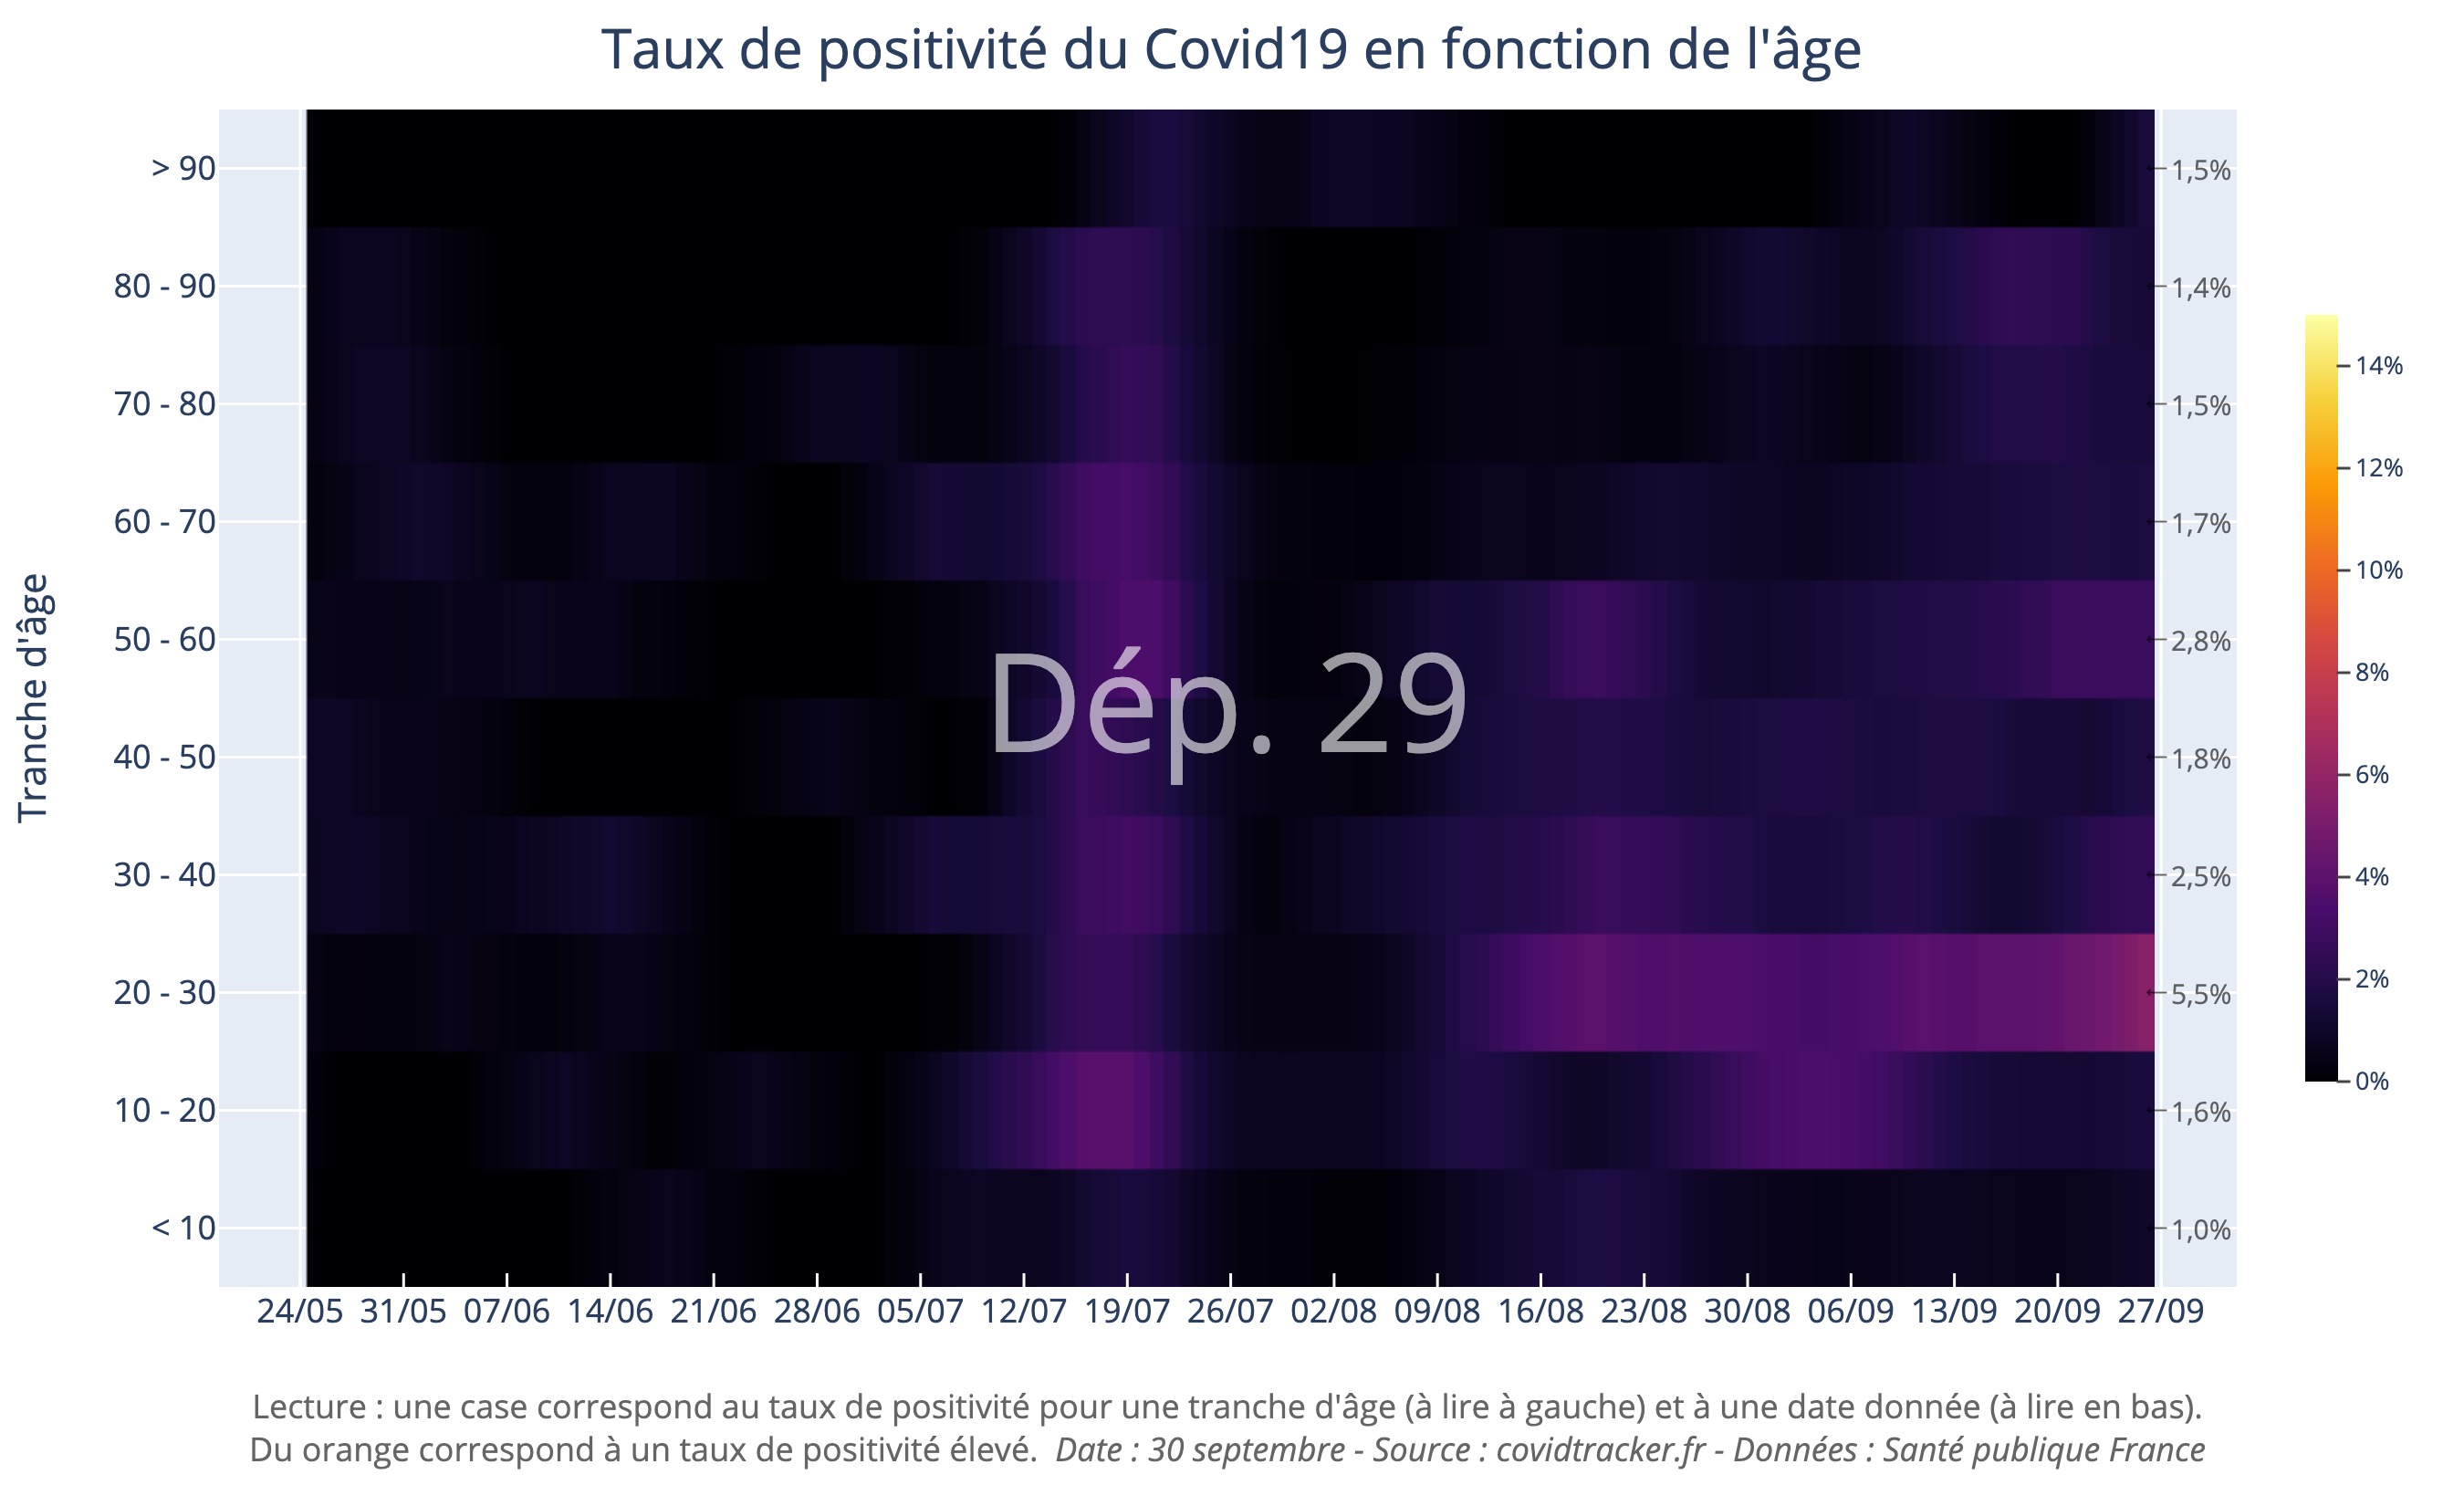 Taux de positivité du Covid19 en fonction de l'âge
Tranche d'âge
> 90
80 - 90
70 - 80
60 - 70
50 - 60
40 - 50
30 - 40
20 - 30
10 - 20
< 10
Dép. 29
1,5%
1,4%
1,5%
1,7%
2,8%
1,8%
2,5%
5,5%
1,6%
1,0%
14%
12%
10%
8%
6%
4%
2%
0%
24/05 31/05 07/06 14/06 21/06 28/06 05/07 12/07 19/07 26/07 02/08 09/08 16/08 23/08 30/08 06/09 13/09 20/09 27/09
Lecture : une case correspond au taux de positivité pour une tranche d'âge (à lire à gauche) et à une date donnée (à lire en bas).
Du orange correspond à un taux de positivité élevé. Date : 30 septembre - Source : covidtracker.fr - Données : Santé publique France